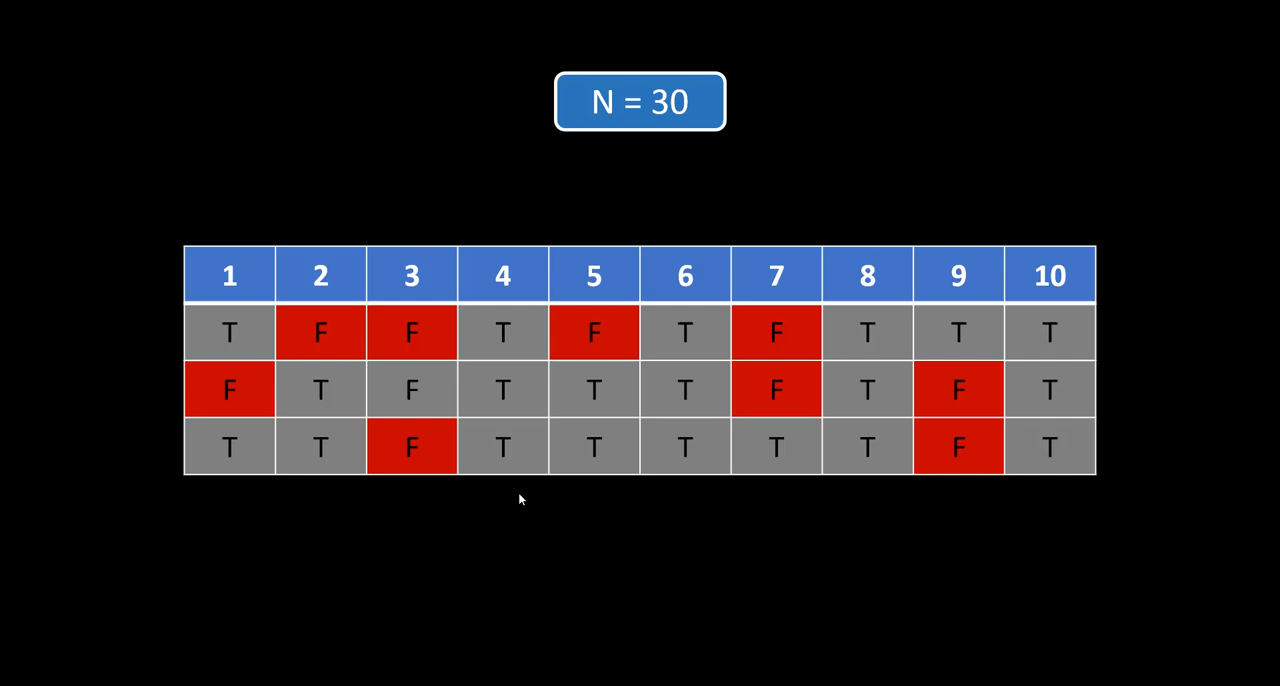 N = 30
1 2 3 4 5 6 7 8 9 10
T F F T F T F T T T
F T F T T T F T F T
T T F T T T T T F T